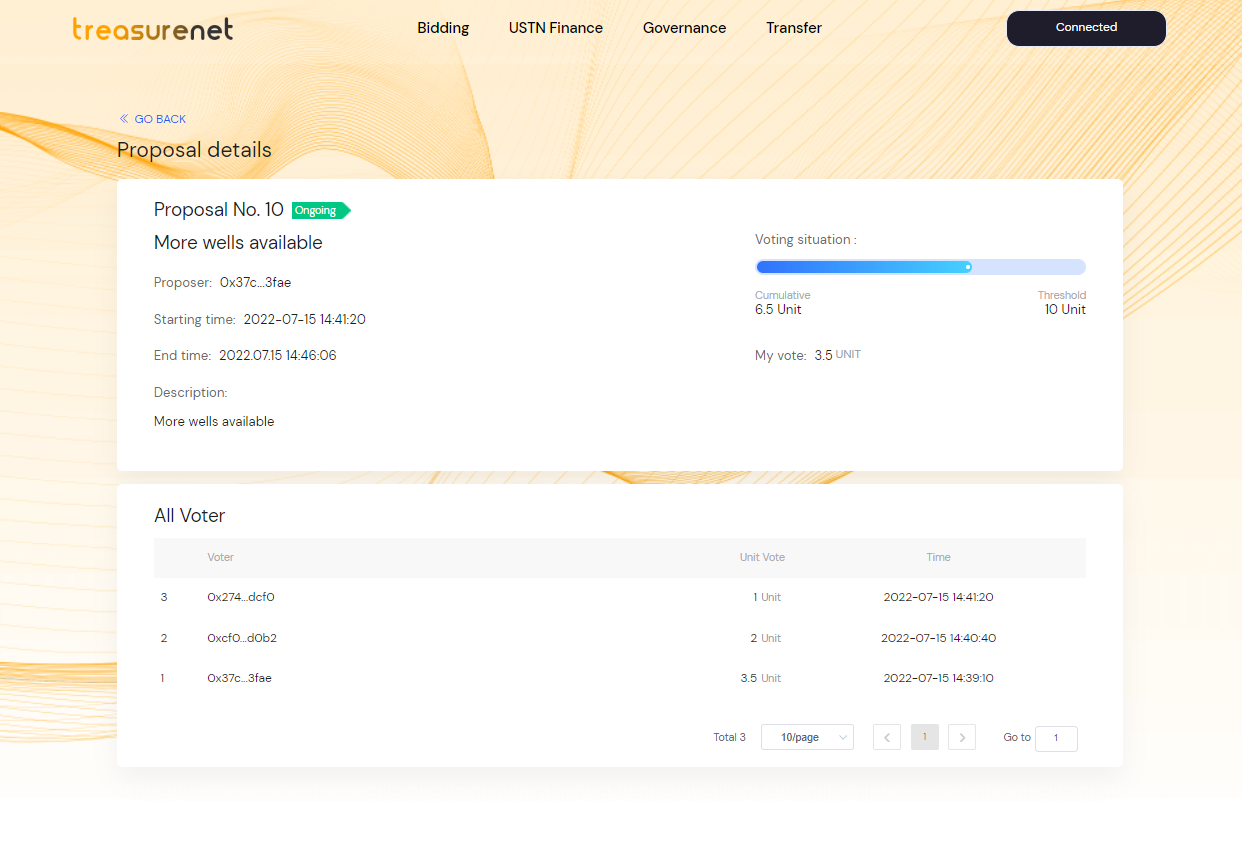 treasurenet
Bidding USTN Finance Governance Transfer Connected
GO BACK
Proposal details
Proposal No. 10 Ongoing
More wells available
Voting situation :
Proposer: 0x37c...3fae
Cumulative Threshold
6.5 Unit 10 Unit
Starting time: 2022-07-15 14:41:20
End time: 2022.07.15 14:46:06
My vote: 3.5 UNIT
Description:
More wells available
All Voter
Voter Unit Vote Time
3 0x274...dcf0 1 Unit 2022-07-15 14:41:20
2 0xcf0...d0b2 2 Unit 2022-07-15 14:40:40
1 0x37c...3fae 3.5 Unit 2022-07-15 14:39:10
Total 3 10/page 1 Go to 1